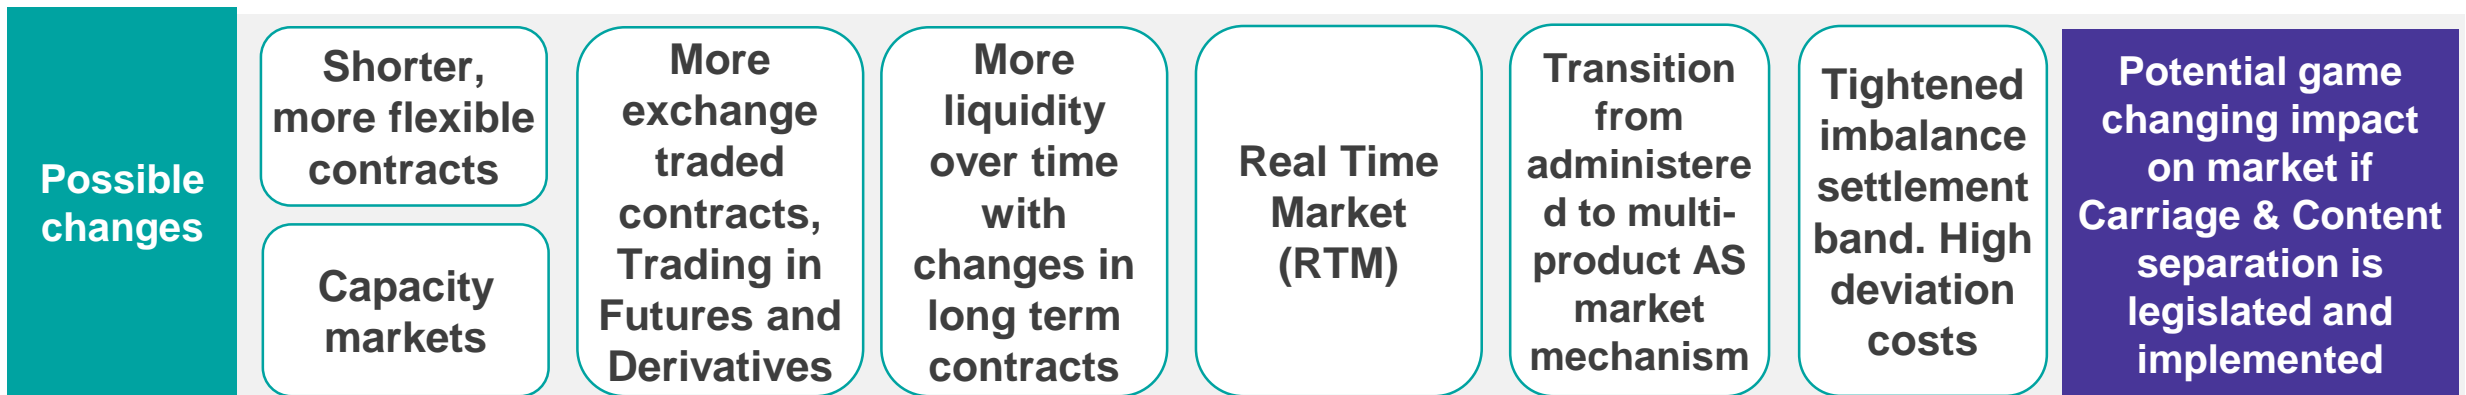 Possible
changes
Shorter,
more flexible
contracts
Capacity
markets
More
exchange
traded
contracts,
Trading in
Futures and
Derivatives
More
liquidity
over time
with
changes in
long term
contracts
Real Time
Market
(RTM)
Transition
from
administere
d to multi-
product AS
market
mechanism
Tightened
imbalance
settlement
band. High
deviation
costs
Potential game
changing impact
on market if
Carriage & Content
separation is
legislated and
implemented